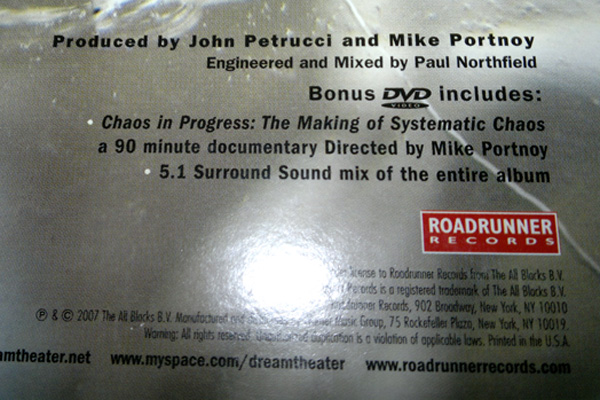 Produced by John Petrucci and Mike Portnoy
Engineered and Mixed by Paul Northfield
Bonus DVD VIDEO includes:
• Chaos in Progress: The Making of Systematic Chaos
a 90 minute documentary Directed by Mike Portnoy
• 5.1 Surround Sound mix of the entire album
ROADRUNNER
RECORDS
license to Roadrunner Records from The All Blacks B.V.
Records is a registered trademark of The All Blacks B.V.
Records, 902 Broadway, New York, NY 10010
℗ & © 2007 The All Blacks B.V. Manufactured Music Group, 75 Rockefeller Plaza, New York, NY 10019.
Warning: All rights reserved. duplication is a violation of applicable laws. Printed in the U.S.A.
amtheater.net www.myspace.com/dreamtheater www.roadrunnerrecords.com